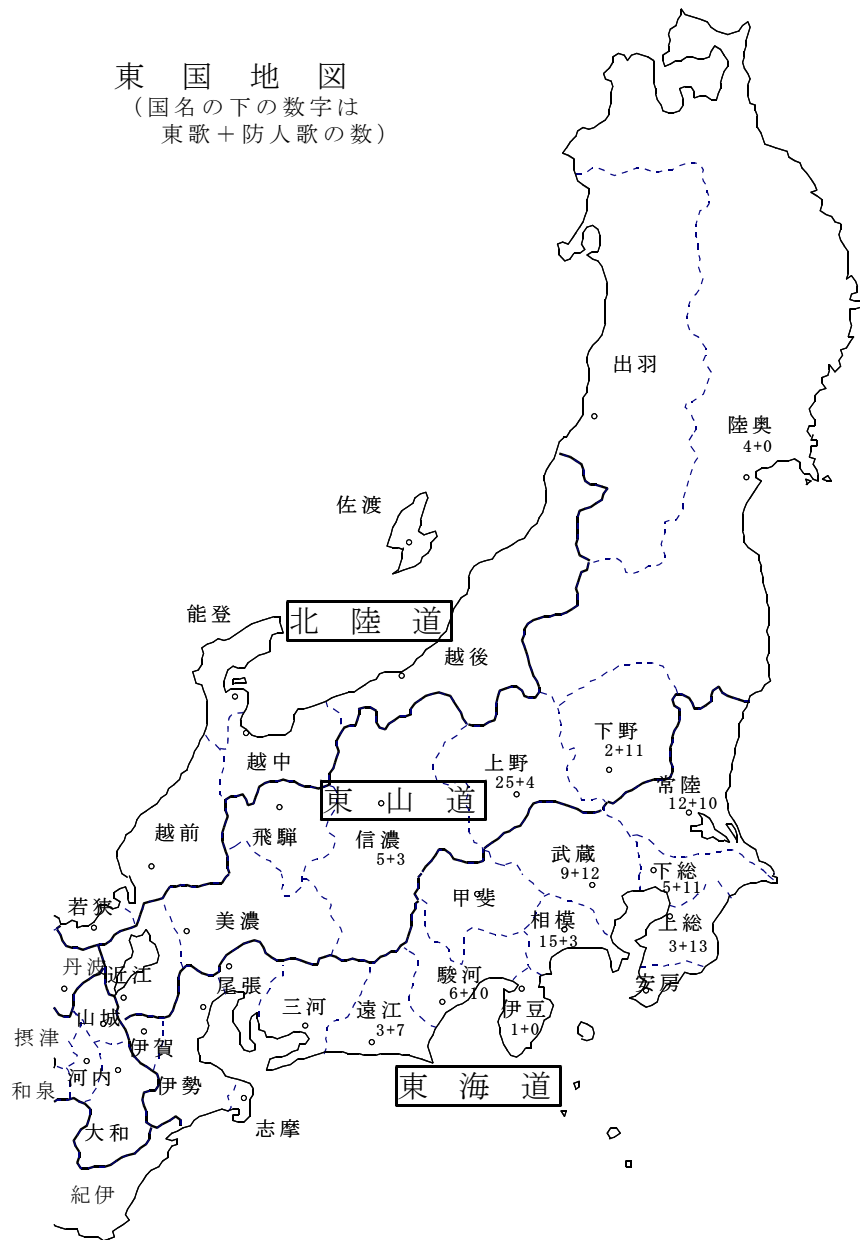 東国地図
（国名の下の数字は
東歌＋防人歌の数）
出羽
陸奥
4+0
佐渡
能登
北陸道
越後
下野
2+11
越中
上野
25+4
常陸
12+10
東山道
越前
飛騨
信濃
5+3
武蔵
9+12
下総
5+11
甲斐
若狭
美濃
相模
15+3
上総
3+13
丹波
近江
尾張
駿河
6+10
安房
三河
遠江
3+7
伊豆
1+0
山城
摂津
伊賀
河内
和泉
伊勢
東海道
大和
志摩
紀伊